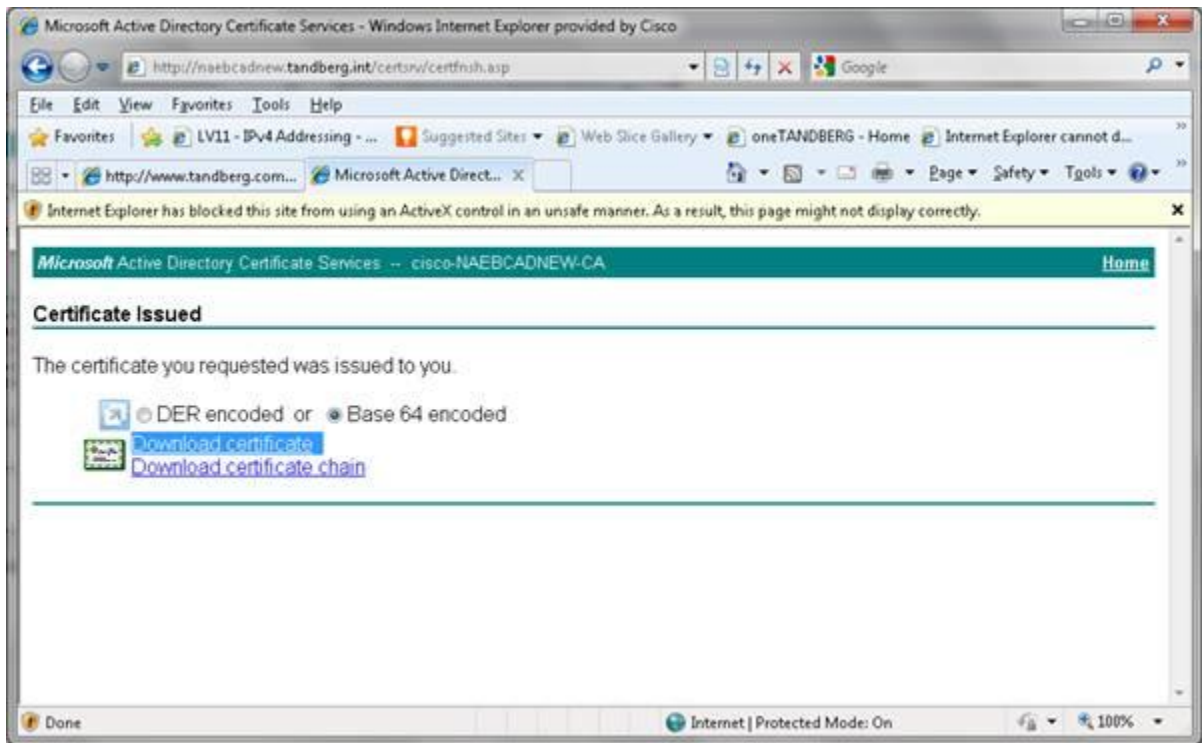 Microsoft Active Directory Certificate Services - Windows Internet Explorer provided by Cisco
http://naebcadnew.tandberg.int/certsrv/certfnsh.asp Google
File Edit View Favorites Tools Help
Favorites LV11 - IPv4 Addressing - ... Suggested Sites Web Slice Gallery oneTANDBERG - Home Internet Explorer cannot d...
http://www.tandberg.com... Microsoft Active Direct... X Page Safety Tools
Internet Explorer has blocked this site from using an ActiveX control in an unsafe manner. As a result, this page might not display correctly.
Microsoft Active Directory Certificate Services -- cisco-NAEBCADNEW-CA Home
Certificate Issued
The certificate you requested was issued to you.
DER encoded or Base 64 encoded
Download certificate
Download certificate chain
Done Internet | Protected Mode: On 100%